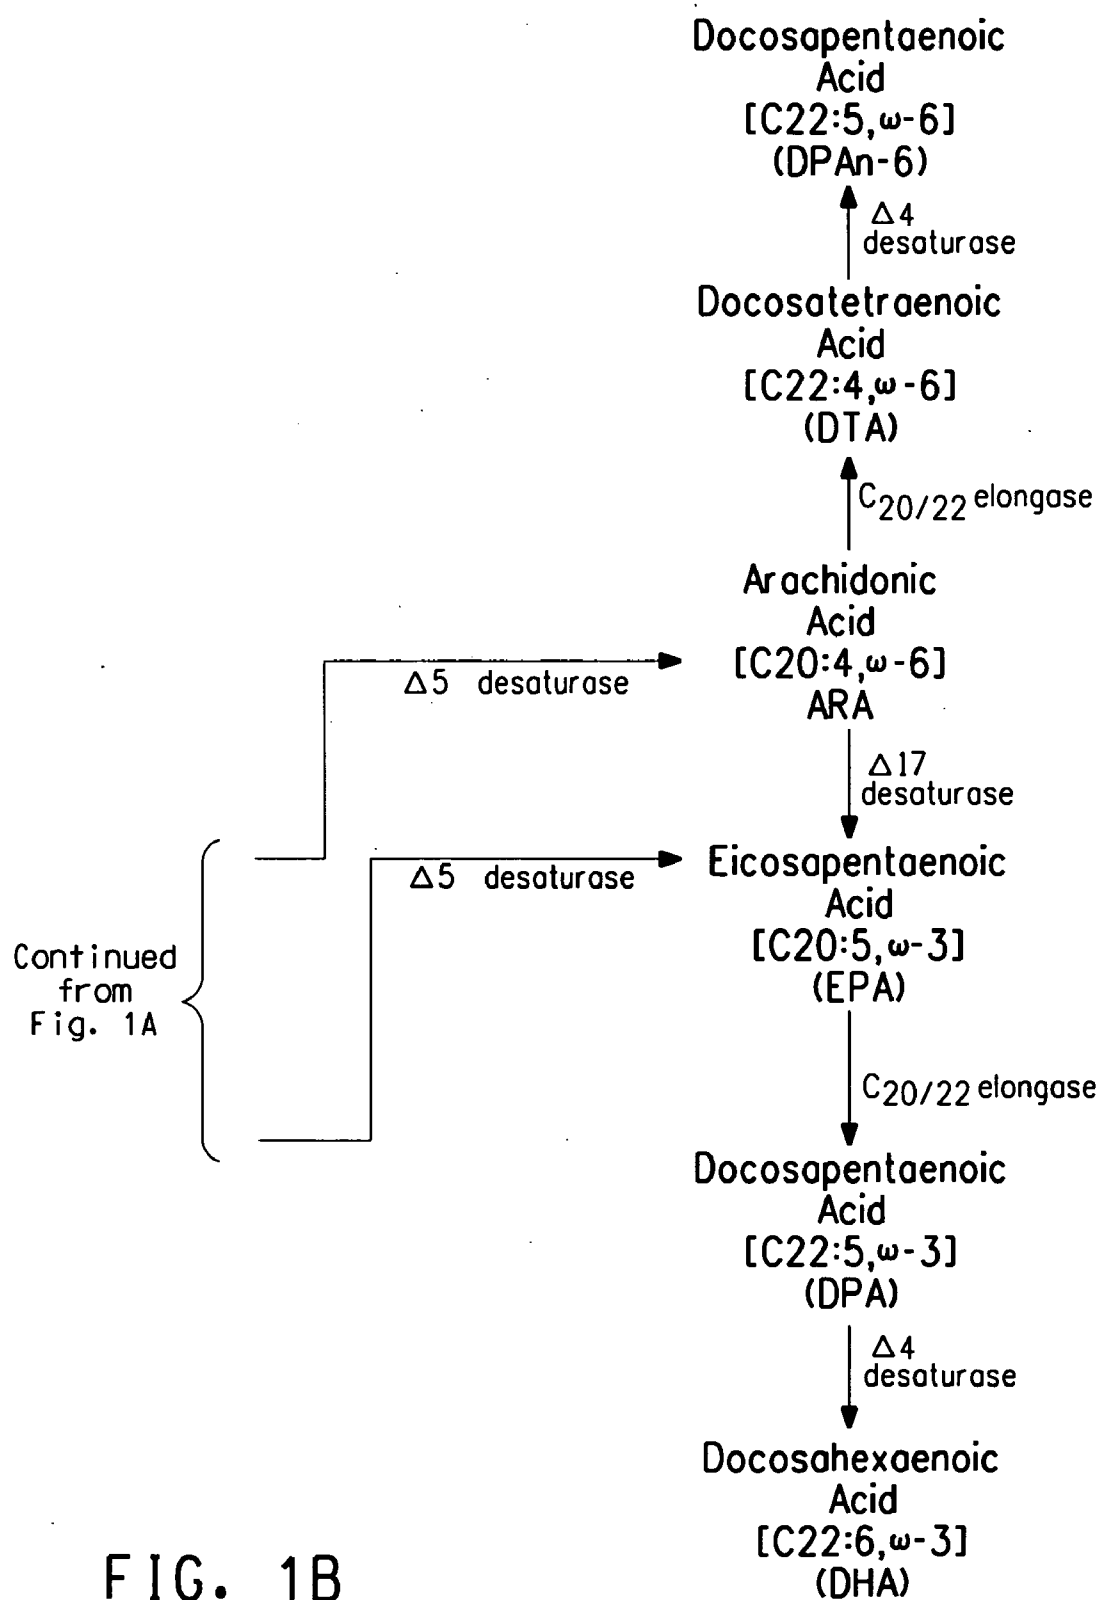 Docosapentaenoic
Acid
[C22:5,ω-6]
(DPAn-6)
Δ4
desaturase
Docosatetraenoic
Acid
[C22:4,ω-6]
(DTA)
C20/22 elongase
Arachidonic
Acid
[C20:4,ω-6]
ARA
Δ5 desaturase
Δ17
desaturase
Eicosapentaenoic
Acid
[C20:5,ω-3]
(EPA)
Δ5 desaturase
Continued
from
Fig. 1A
C20/22 elongase
Docosapentaenoic
Acid
[C22:5,ω-3]
(DPA)
Δ4
desaturase
Docosahexaenoic
Acid
[C22:6,ω-3]
(DHA)
FIG. 1B